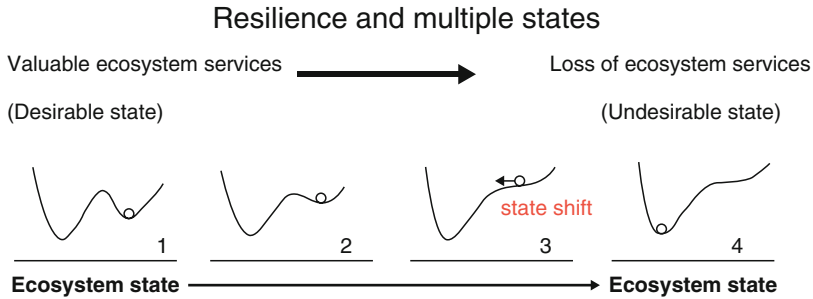 Resilience and multiple states
Valuable ecosystem services
Loss of ecosystem services
(Desirable state)
(Undesirable state)
state shift
1
2
3
4
Ecosystem state
Ecosystem state